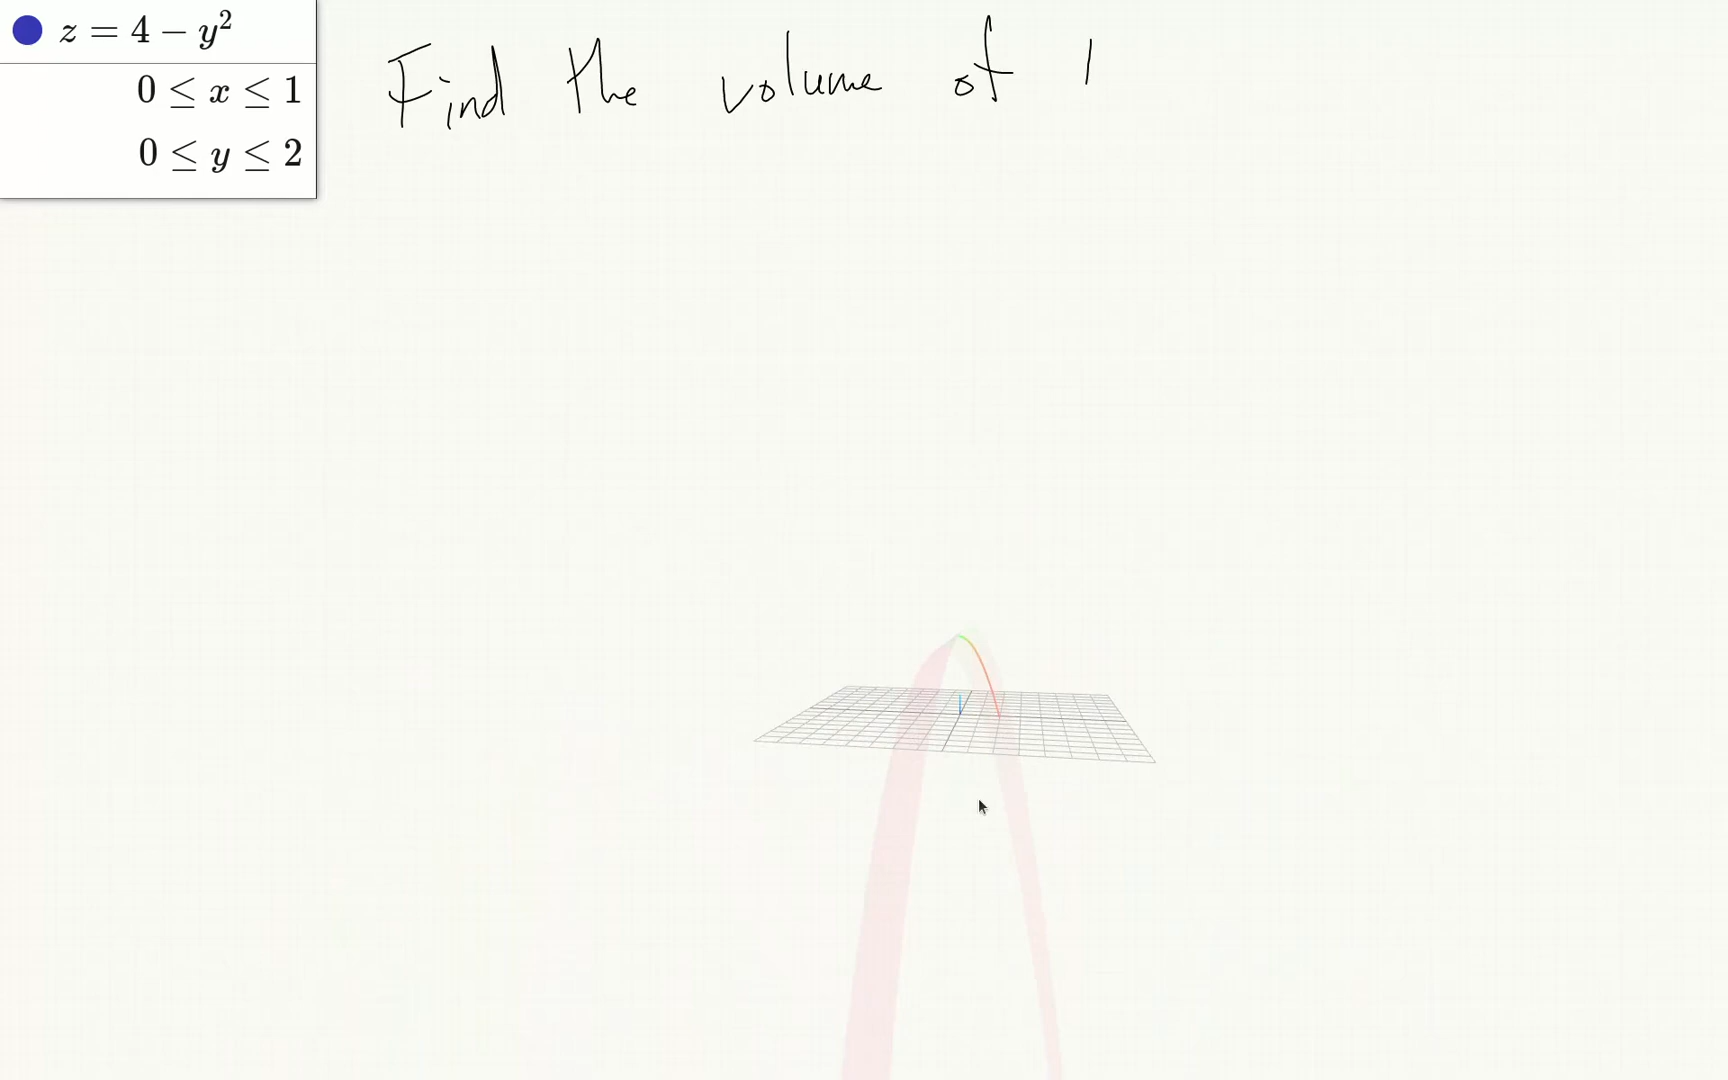 z = 4 − y²
0 ≤ x ≤ 1
0 ≤ y ≤ 2
Find the volume of